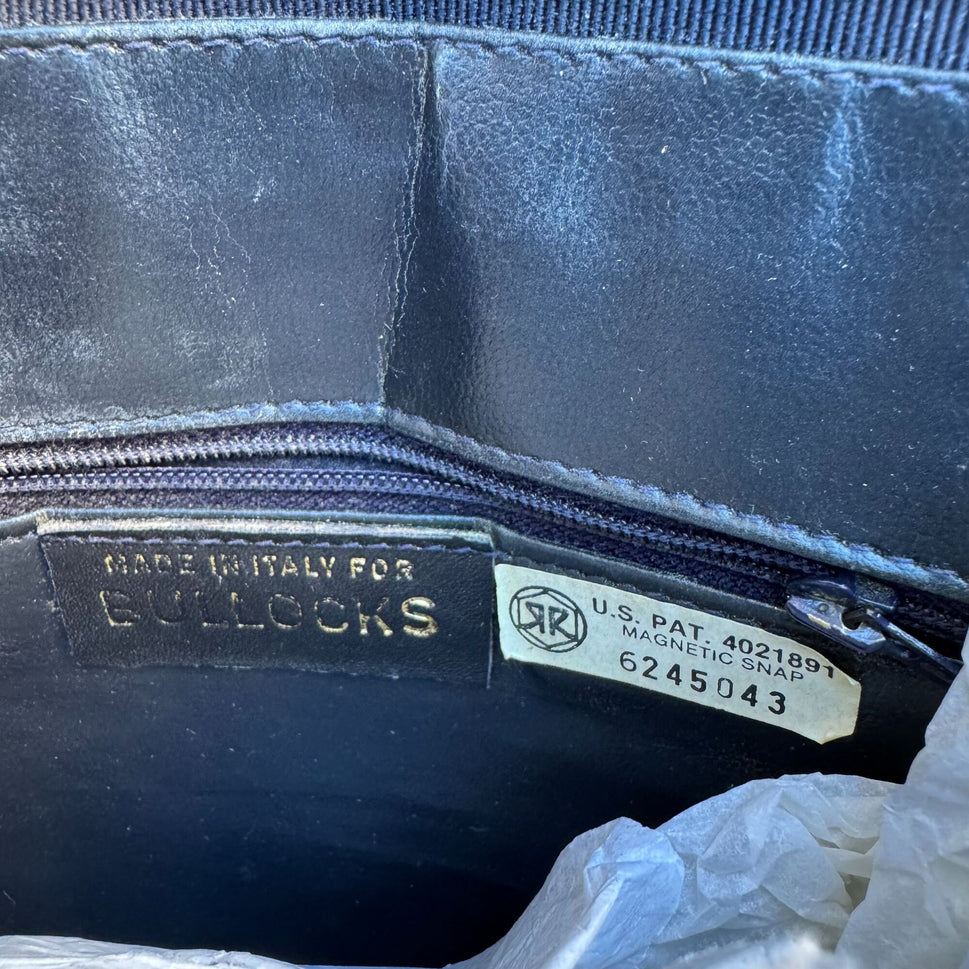 MADE IN ITALY FOR
BULLOCKS
RR
U.S. PAT. 4021891
MAGNETIC SNAP
6245043